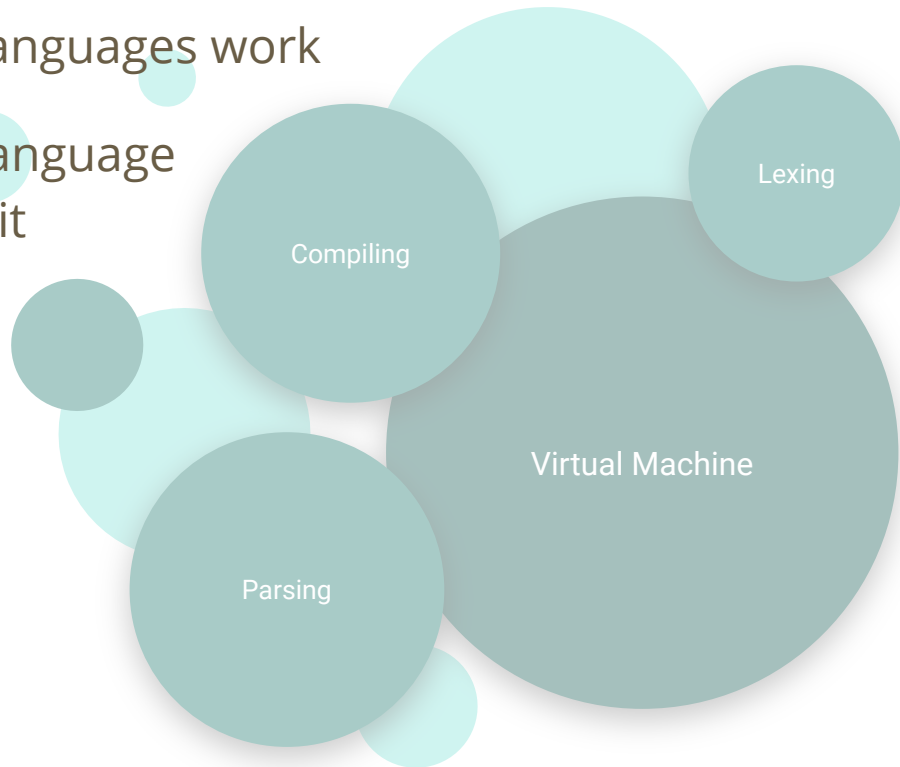 anguages work
anguage
it
Lexing
Compiling
Virtual Machine
Parsing